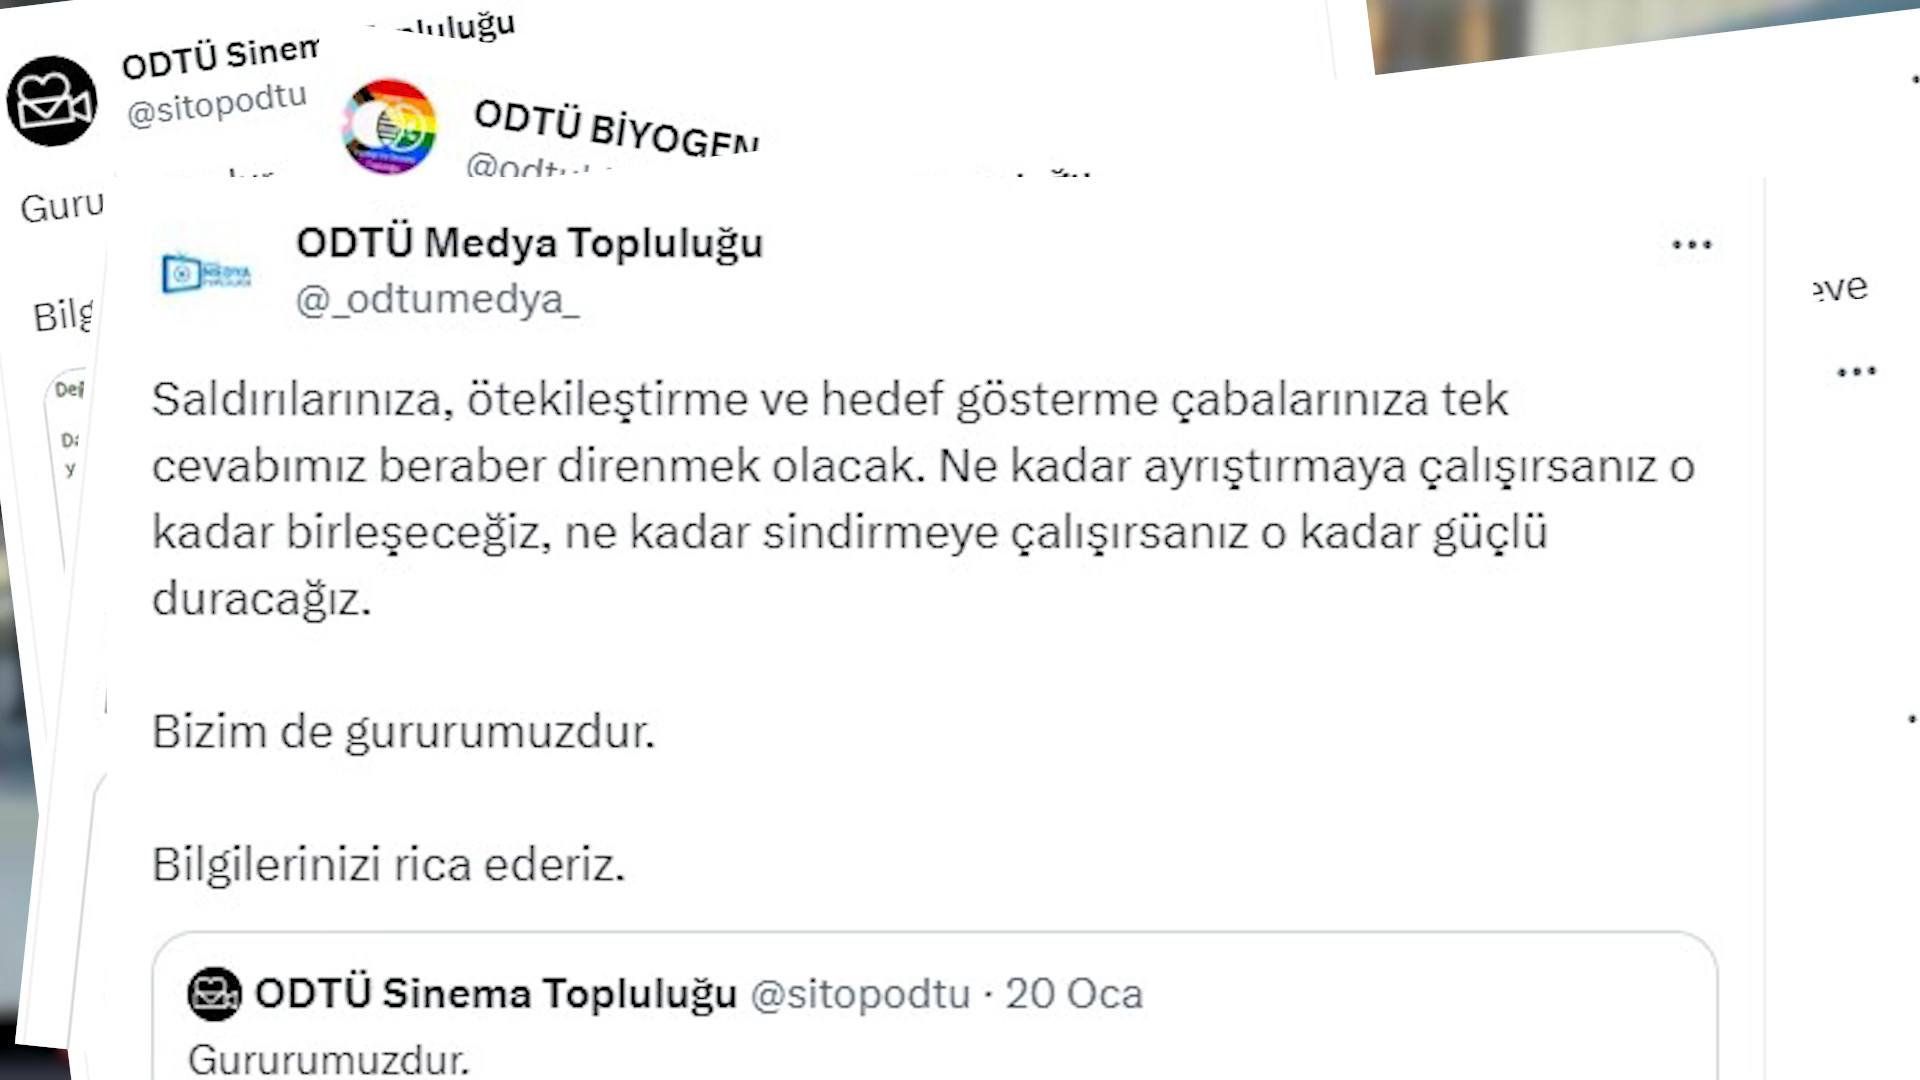 ODTÜ Sinem
@sitopodtu
Guru
Bilg
ODTÜ BİYOGEN
ODTÜ Medya Topluluğu
@_odtumedya_
eve
Saldırılarınıza, ötekileştirme ve hedef gösterme çabalarınıza tek
cevabımız beraber direnmek olacak. Ne kadar ayrıştırmaya çalışırsanız o
kadar birleşeceğiz, ne kadar sindirmeye çalışırsanız o kadar güçlü
duracağız.
Bizim de gururumuzdur.
Bilgilerinizi rica ederiz.
ODTÜ Sinema Topluluğu @sitopodtu · 20 Oca
Gururumuzdur.